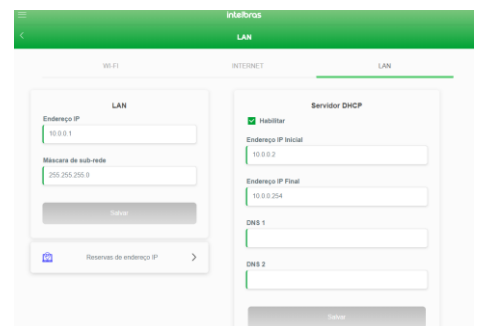 intelbras
LAN
WI-FI
INTERNET
LAN
LAN
Endereço IP
10.0.0.1
Máscara de sub-rede
255.255.255.0
Salvar
Reservas de endereço IP
Servidor DHCP
Habilitar
Endereço IP Inicial
10.0.0.2
Endereço IP Final
10.0.0.254
DNS 1
DNS 2
Salvar